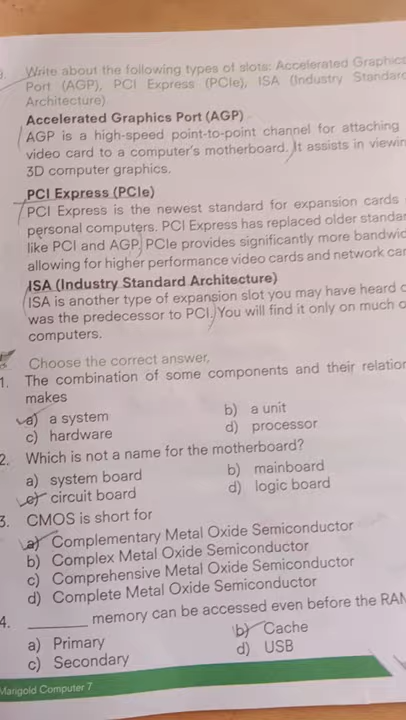 Write about the following types of slots: Accelerated Graphics
Port (AGP), PCI Express (PCIe), ISA (Industry Standard
Architecture)
Accelerated Graphics Port (AGP)
AGP is a high-speed point-to-point channel for attaching
video card to a computer's motherboard. It assists in viewin
3D computer graphics.
PCI Express (PCIe)
PCI Express is the newest standard for expansion cards
personal computers. PCI Express has replaced older standar
like PCI and AGP. PCIe provides significantly more bandwid
allowing for higher performance video cards and network car
ISA (Industry Standard Architecture)
ISA is another type of expansion slot you may have heard o
was the predecessor to PCI. You will find it only on much o
computers.
Choose the correct answer,
1. The combination of some components and their relation
makes
a) a system b) a unit
c) hardware d) processor
2. Which is not a name for the motherboard?
a) system board b) mainboard
c) circuit board d) logic board
3. CMOS is short for
a) Complementary Metal Oxide Semiconductor
b) Complex Metal Oxide Semiconductor
c) Comprehensive Metal Oxide Semiconductor
d) Complete Metal Oxide Semiconductor
4. ________ memory can be accessed even before the RAM
a) Primary b) Cache
c) Secondary d) USB
Marigold Computer 7